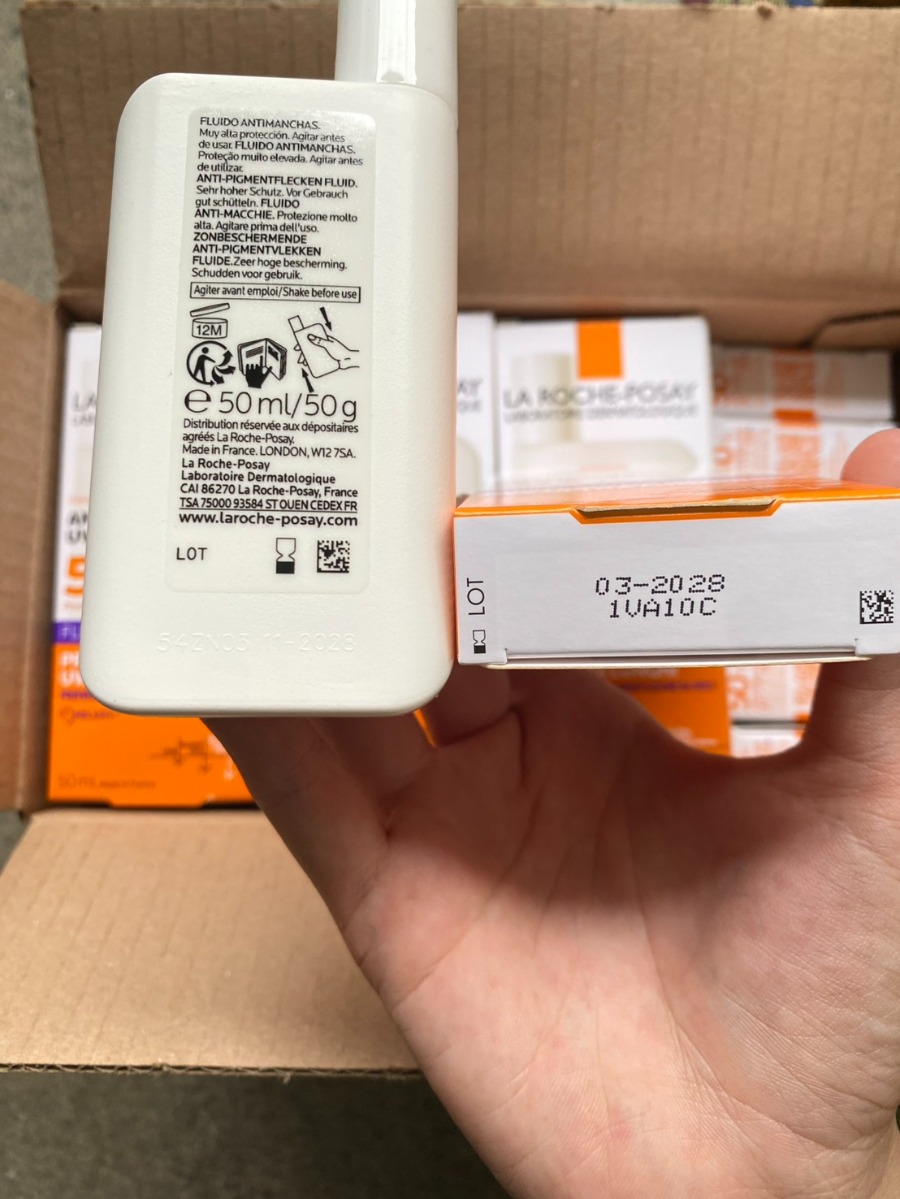 FLUIDO ANTIMANCHAS.
Muy alta protección. Agitar antes
de usar. FLUIDO ANTIMANCHAS.
Proteção muito elevada. Agitar antes
de utilizar.
ANTI-PIGMENTFLECKEN FLUID.
Sehr hoher Schutz. Vor Gebrauch
gut schütteln. FLUIDO
ANTI-MACCHIE. Protezione molto
alta. Agitare prima dell'uso.
ZONBESCHERMENDE
ANTI-PIGMENTVLEKKEN
FLUIDE.Zeer hoge bescherming.
Schudden voor gebruik.
Agiter avant emploi/Shake before use
12M
e 50 ml/50 g
Distribution réservée aux dépositaires
agréés La Roche-Posay.
Made in France. LONDON, W12 7SA.
La Roche-Posay
Laboratoire Dermatologique
CAI 86270 La Roche-Posay, France
TSA 75000 93584 ST OUEN CEDEX FR
www.laroche-posay.com
LOT
54ZN03 11-2028
LOT
03-2028
1VA10C
LA ROCHE-POSAY
LABORATOIRE DERMATOLOGIQUE
50 ml